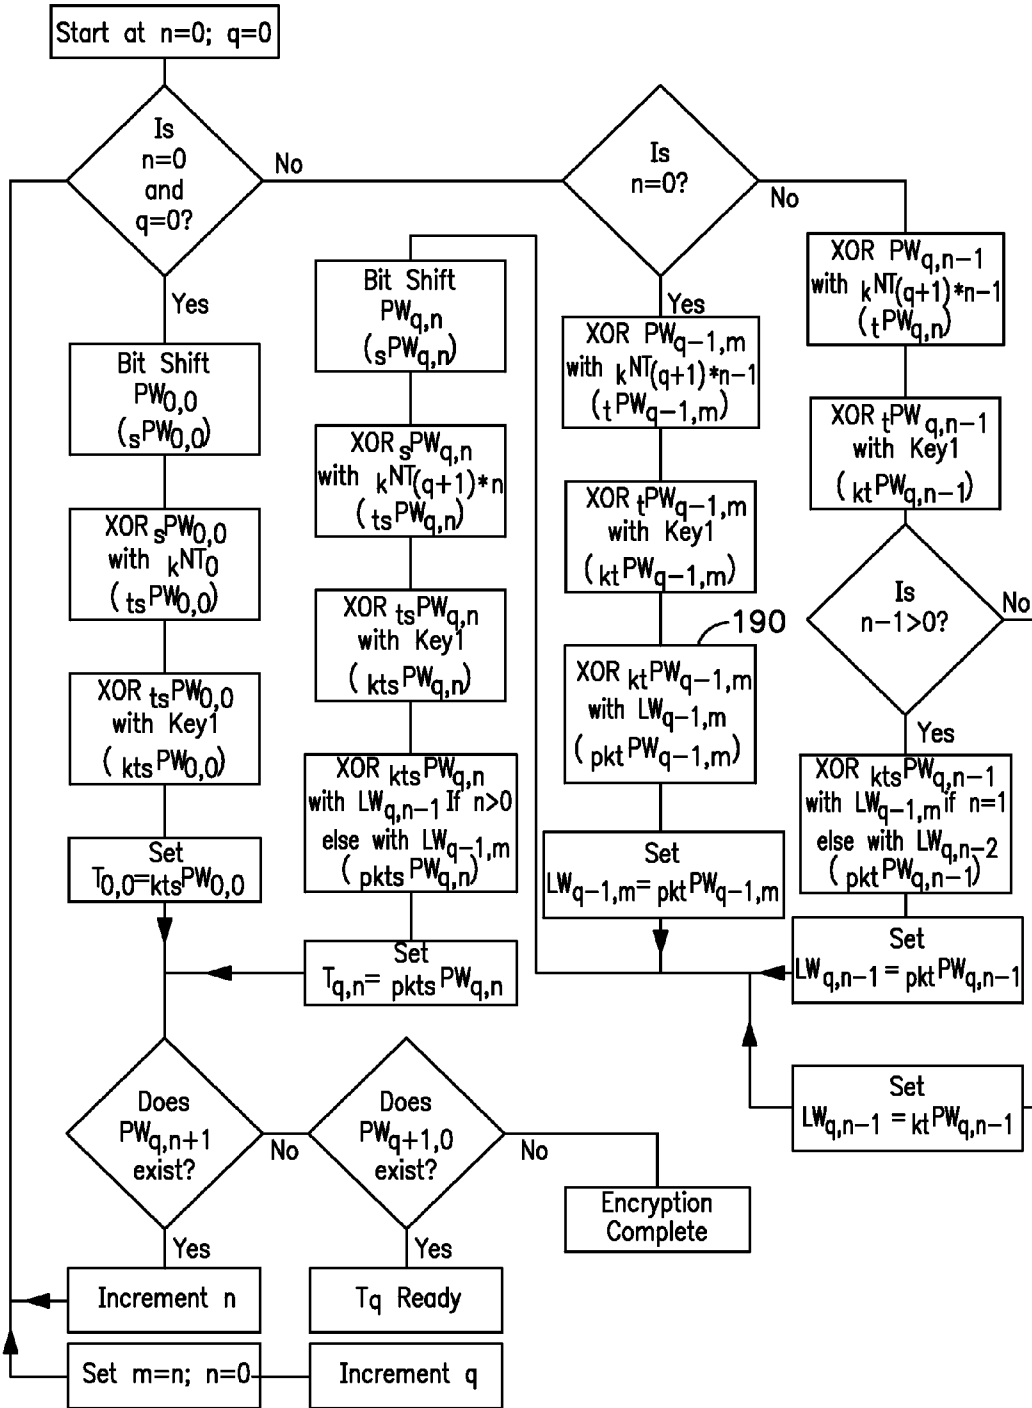 Start at n=0; q=0
Is
n=0
and
q=0?
No
Yes
Bit Shift
PW0,0
(sPW0,0)
XOR sPW0,0
with kNT0
(tsPW0,0)
XOR tsPW0,0
with Key1
(ktsPW0,0)
Set
T0,0=ktsPW0,0
Bit Shift
PWq,n
(sPWq,n)
XOR sPWq,n
with kNT(q+1)*n
(tsPWq,n)
XOR tsPWq,n
with Key1
(ktsPWq,n)
XOR ktsPWq,n
with LWq,n-1 If n>0
else with LWq-1,m
(pktsPWq,n)
Set
Tq,n= pktsPWq,n
Is
n=0?
No
Yes
XOR PWq-1,m
with kNT(q+1)*n-1
(tPWq-1,m)
XOR tPWq-1,m
with Key1
(ktPWq-1,m)
190
XOR ktPWq-1,m
with LWq-1,m
(pktPWq-1,m)
Set
LWq-1,m=pktPWq-1,m
XOR PWq,n-1
with kNT(q+1)*n-1
(tPWq,n)
XOR tPWq,n-1
with Key1
(ktPWq,n-1)
Is
n-1>0?
No
Yes
XOR ktsPWq,n-1
with LWq-1,m if n=1
else with LWq,n-2
(pktPWq,n-1)
Set
LWq,n-1 = pktPWq,n-1
Set
LWq,n-1 = ktPWq,n-1
Does
PWq,n+1
exist?
No
Yes
Does
PWq+1,0
exist?
No
Yes
Encryption
Complete
Increment n
Tq Ready
Set m=n; n=0
Increment q